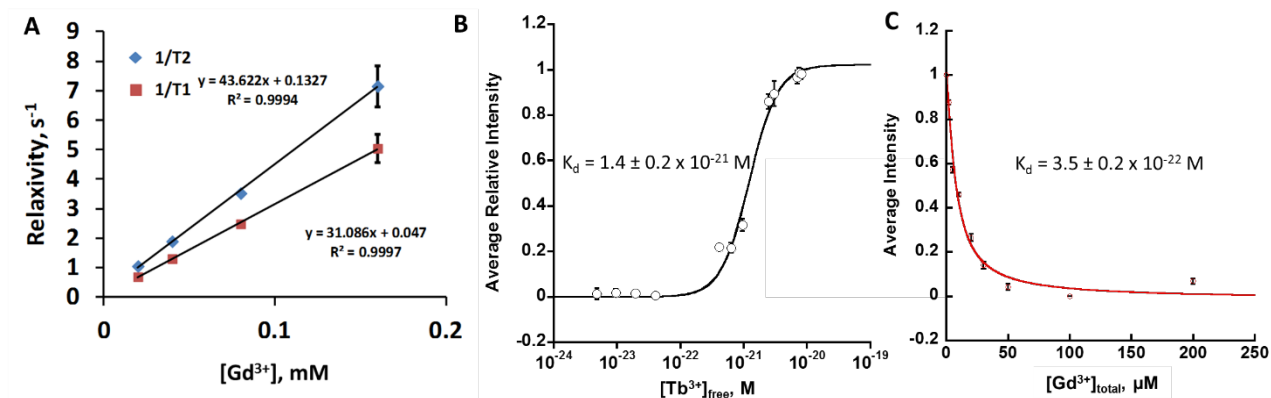 A
Relaxivity, s⁻¹
9
8
7
6
5
4
3
2
1
0
1/T2
1/T1
y = 43.622x + 0.1327
R² = 0.9994
y = 31.086x + 0.047
R² = 0.9997
0
0.1
0.2
[Gd³⁺], mM
B
Average Relative Intensity
1.2
1
0.8
0.6
0.4
0.2
0
-0.2
K_d = 1.4 ± 0.2 x 10⁻²¹ M
10⁻²⁴ 10⁻²³ 10⁻²² 10⁻²¹ 10⁻²⁰ 10⁻¹⁹
[Tb³⁺]free, M
C
Average Intensity
1.2
1
0.8
0.6
0.4
0.2
0
-0.2
K_d = 3.5 ± 0.2 x 10⁻²² M
0 50 100 150 200 250
[Gd³⁺]total, µM